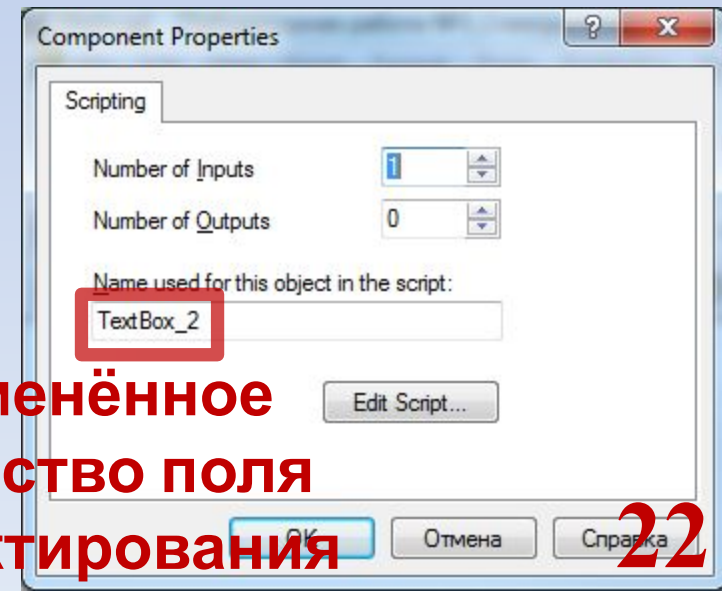 Component Properties
Scripting
Number of Inputs 1
Number of Outputs 0
Name used for this object in the script:
TextBox_2
Edit Script...
OK Отмена Справка
менённое
ство поля
ктирования
22